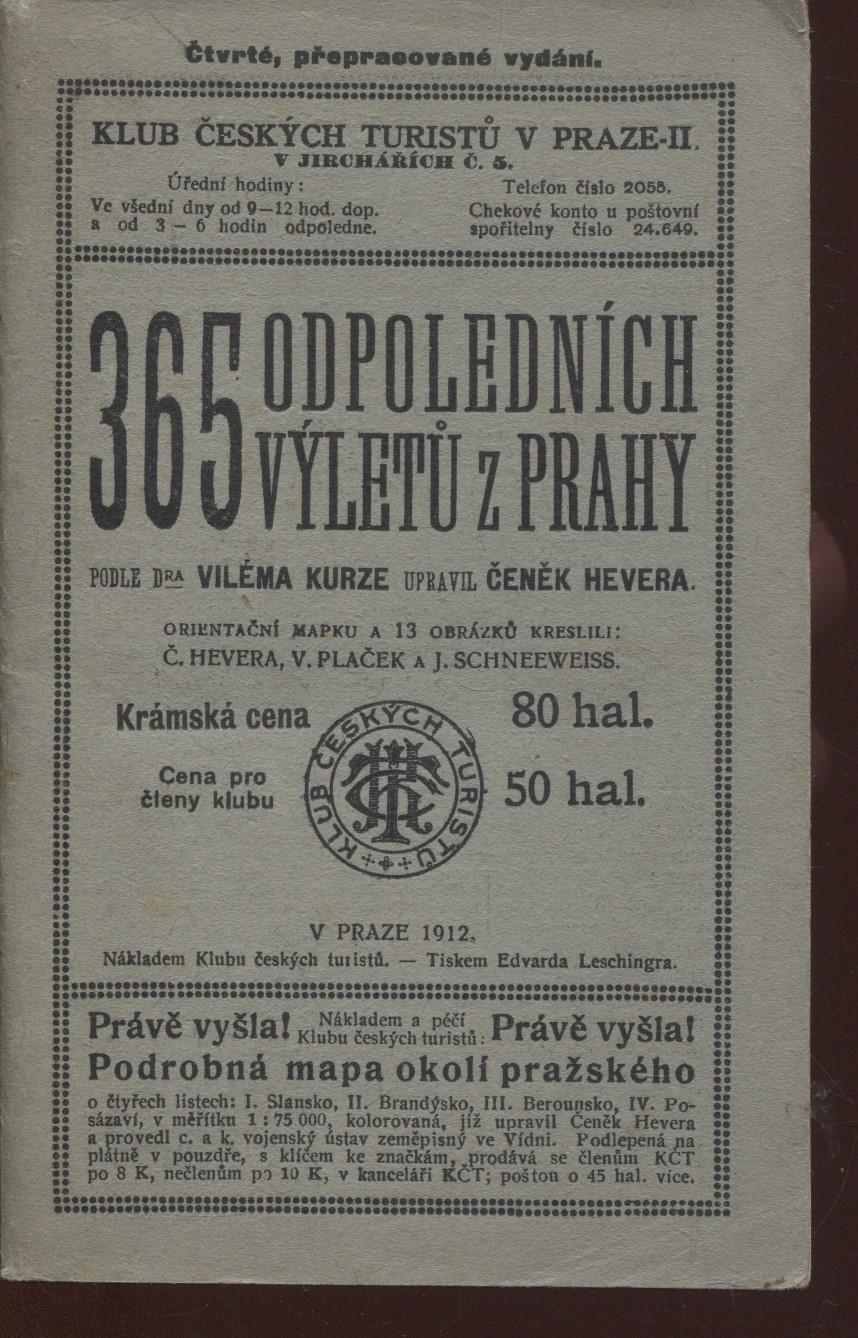 Čtvrté, přepracované vydání.
KLUB ČESKÝCH TURISTŮ V PRAZE-II,
V JIRCHÁŘÍCH Č. 5.
Úřední hodiny:
Ve všední dny od 9—12 hod. dop.
a od 3 – 6 hodin odpoledne.
Telefon číslo 2055.
Chekové konto u poštovní
spořitelny číslo 24.649.
365 ODPOLEDNÍCH
VÝLETŮ Z PRAHY
PODLE DRA VILÉMA KURZE UPRAVIL ČENĚK HEVERA.
ORIENTAČNÍ MAPKU A 13 OBRÁZKŮ KRESLILI:
Č. HEVERA, V. PLAČEK A J. SCHNEEWEISS.
Krámská cena 80 hal.
Cena pro
členy klubu 50 hal.
KLUB ČESKÝCH TURISTŮ
V PRAZE 1912,
Nákladem Klubu českých turistů. — Tiskem Edvarda Leschingra.
Právě vyšla! Nákladem a péčí
Klubu českých turistů: Právě vyšla!
Podrobná mapa okolí pražského
o čtyřech listech: I. Slansko, II. Brandýsko, III. Berounsko, IV. Po-
sázaví, v měřítku 1 : 75 000, kolorovaná, již upravil Čeněk Hevera
a provedl c. a k. vojenský ústav zeměpisný ve Vídni. Podlepená na
plátně v pouzdře, s klíčem ke značkám, prodává se členům KČT
po 8 K, nečlenům po 10 K, v kanceláři KČT; poštou o 45 hal. více.